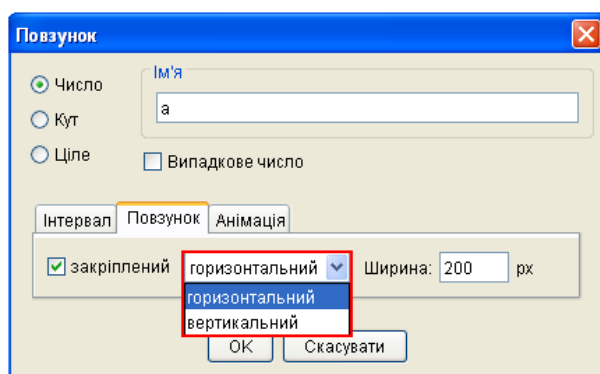 Повзунок
Число
Ім'я
a
Кут
Ціле
Випадкове число
Інтервал Повзунок Анімація
закріплений горизонтальний Ширина: 200 px
горизонтальний
вертикальний
OK Скасувати